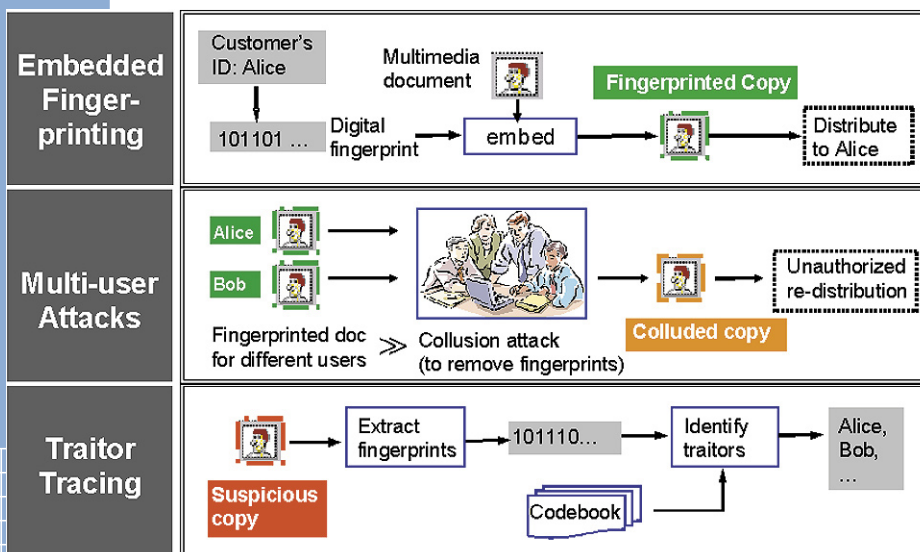 Embedded
Finger-
printing
Customer's
ID: Alice
101101 ...
Digital
fingerprint
Multimedia
document
embed
Fingerprinted Copy
Distribute
to Alice
Multi-user
Attacks
Alice
Bob
Fingerprinted doc
for different users
≫
Collusion attack
(to remove fingerprints)
Colluded copy
Unauthorized
re-distribution
Traitor
Tracing
Suspicious
copy
Extract
fingerprints
101110...
Codebook
Identify
traitors
Alice,
Bob,
...